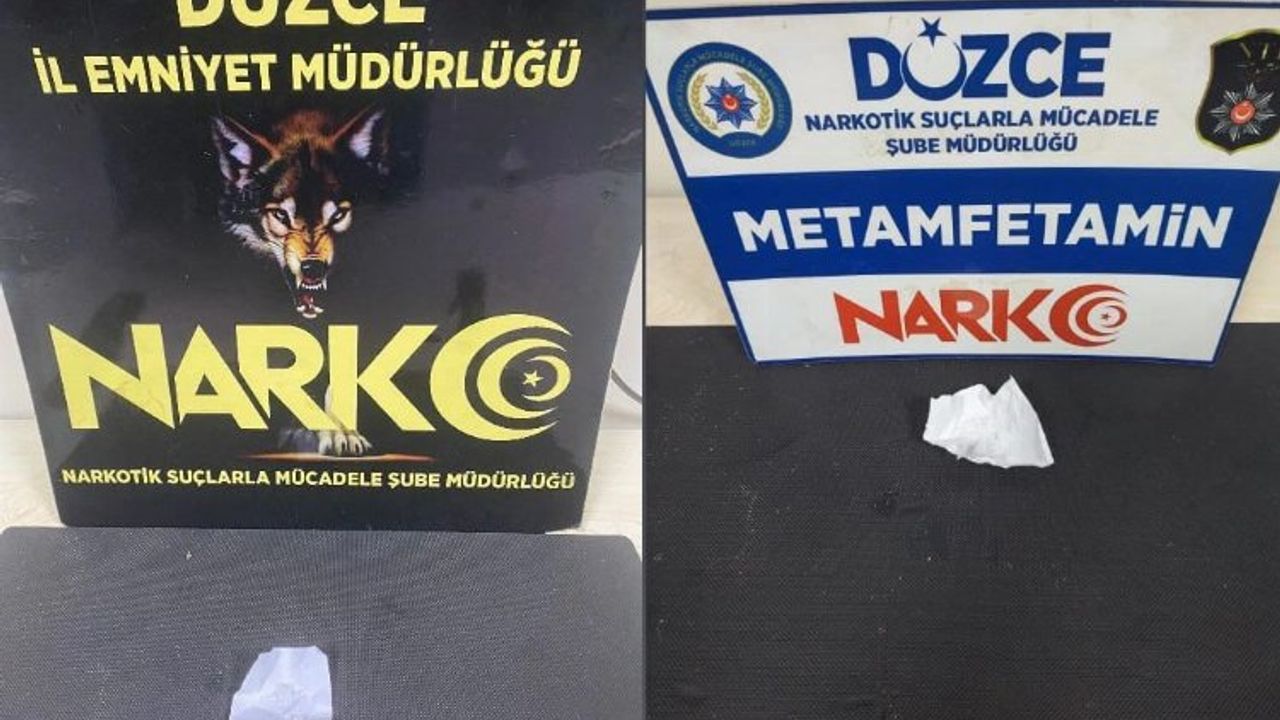 DÜZCE
İL EMNİYET MÜDÜRLÜĞÜ
NARKO
NARKOTİK SUÇLARLA MÜCADELE ŞUBE MÜDÜRLÜĞÜ
DÜZCE
NARKOTİK SUÇLARLA MÜCADELE
ŞUBE MÜDÜRLÜĞÜ
METAMFETAMİN
NARKO